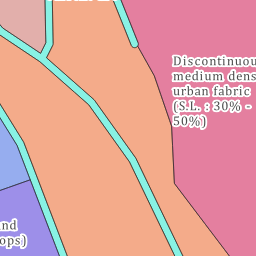 Discontinuou
medium dens
urban fabric
(S.L. : 30% -
50%)
nd
ops)